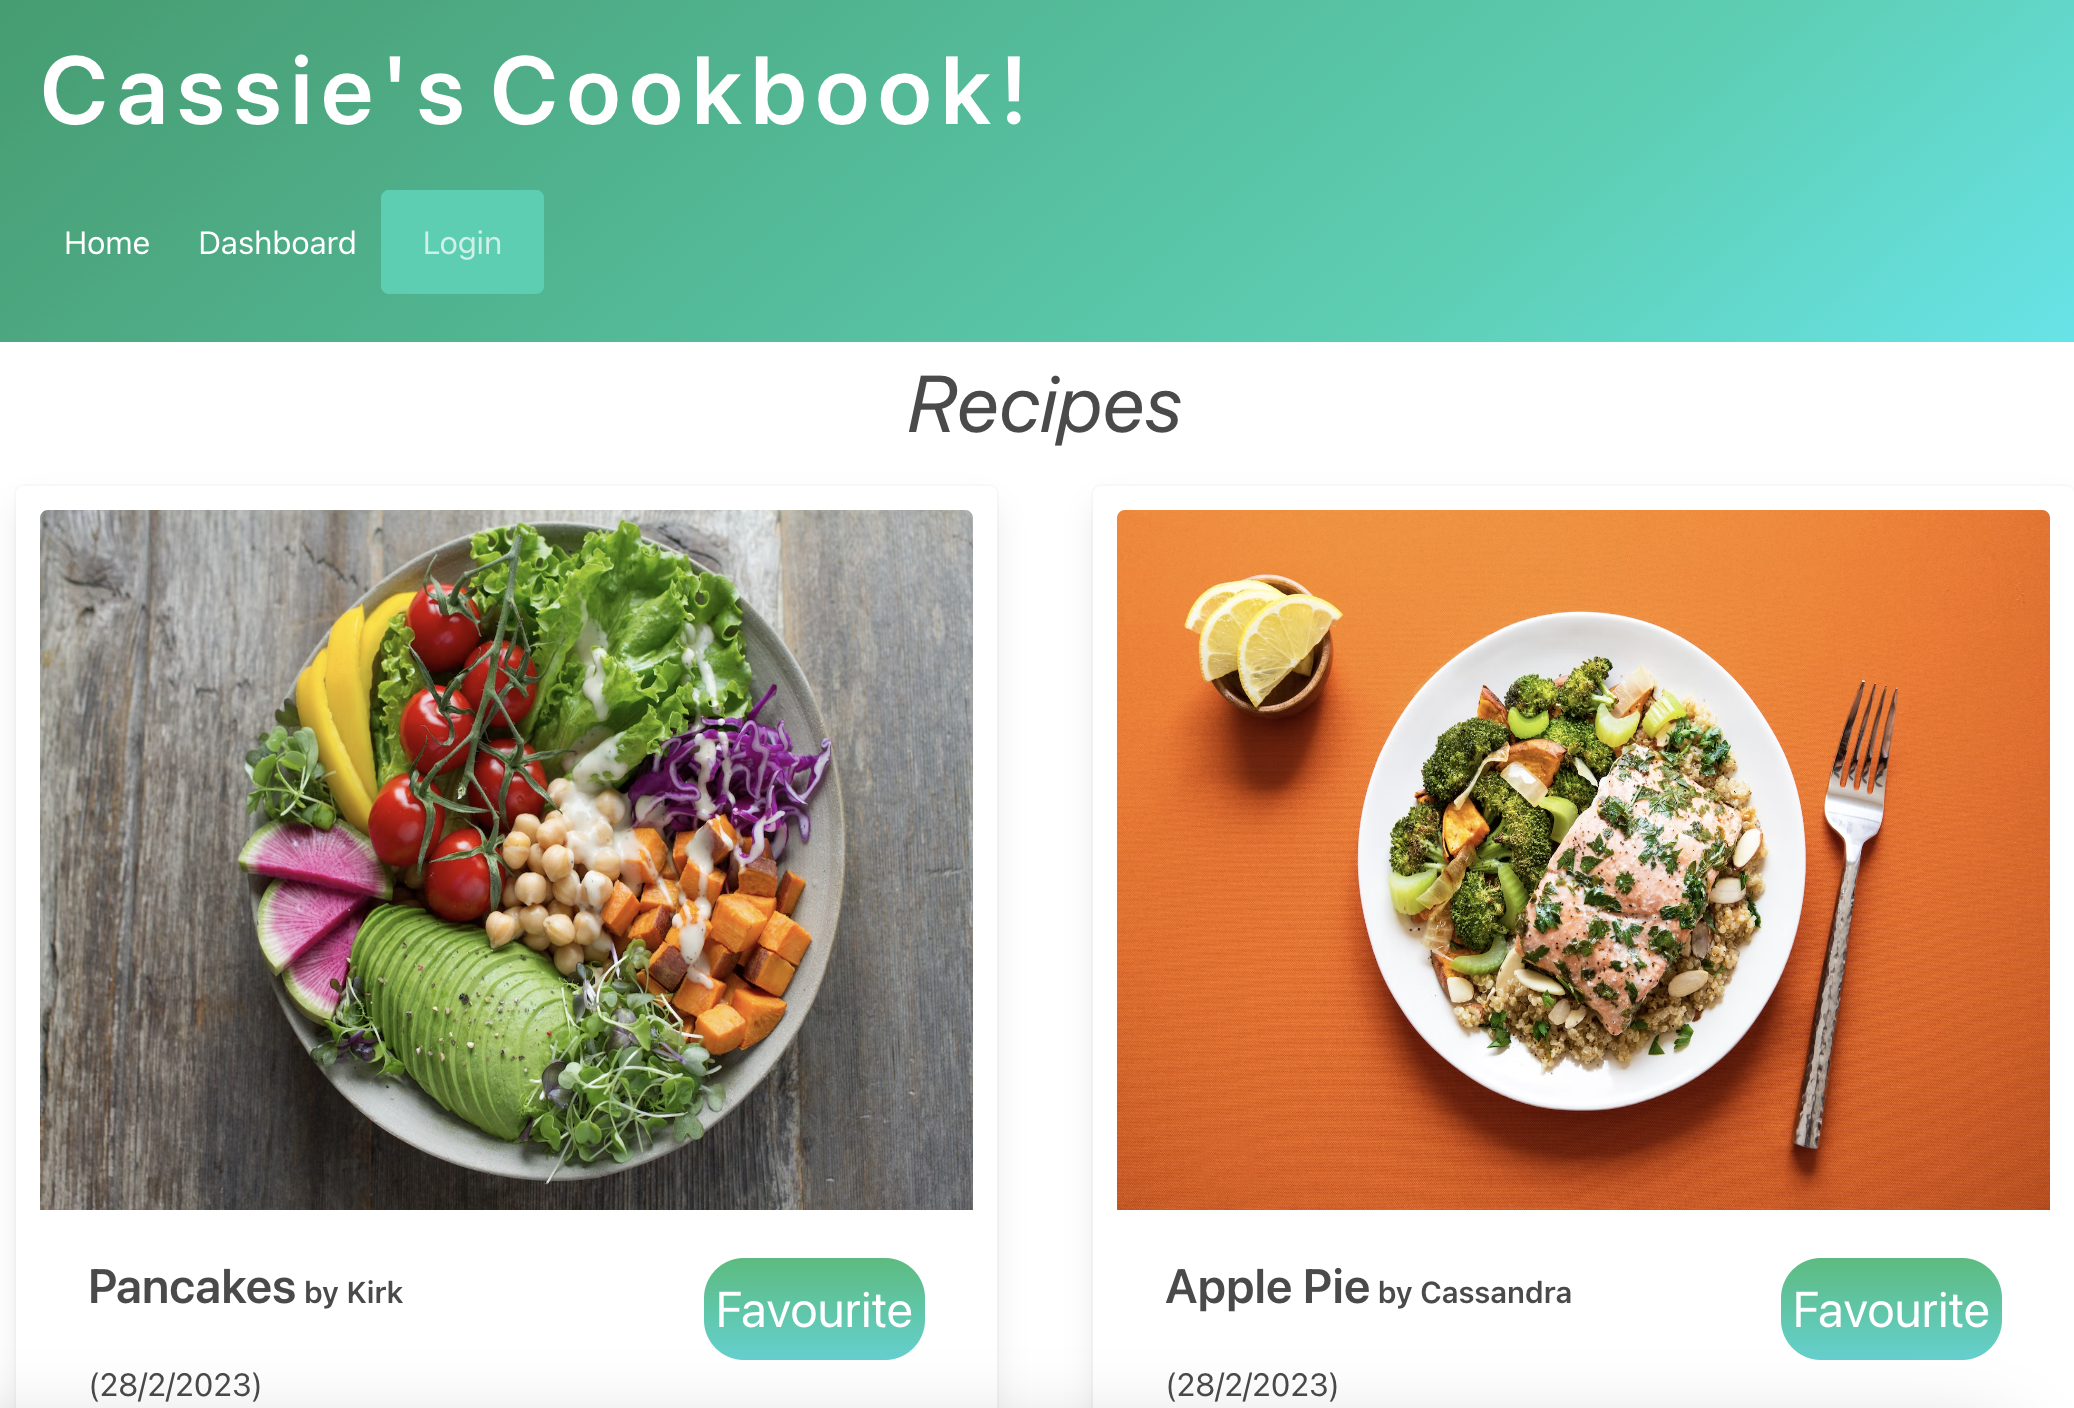 Cassie's Cookbook!
Home Dashboard Login
Recipes
Pancakes by Kirk
Favourite
(28/2/2023)
Apple Pie by Cassandra
Favourite
(28/2/2023)